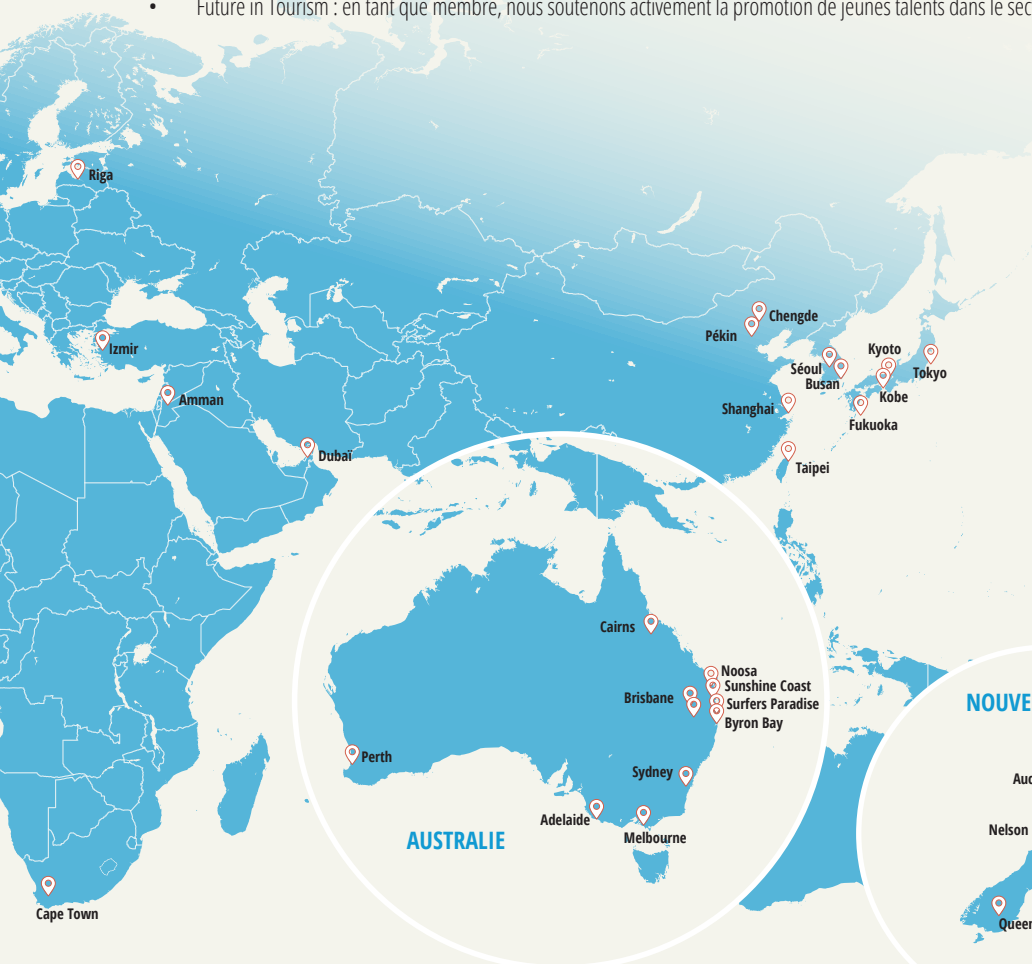 • Future in Tourism : en tant que membre, nous soutenons activement la promotion de jeunes talents dans le sec
Riga
Chengde
Pékin
Izmir
Kyoto
Séoul
Tokyo
Busan
Amman
Kobe
Shanghai
Fukuoka
Dubaï
Taipei
Cairns
Noosa
Sunshine Coast
Brisbane
Surfers Paradise
NOUVE
Byron Bay
Perth
Sydney
Auc
Adelaide
Nelson
Melbourne
AUSTRALIE
Cape Town
Queen